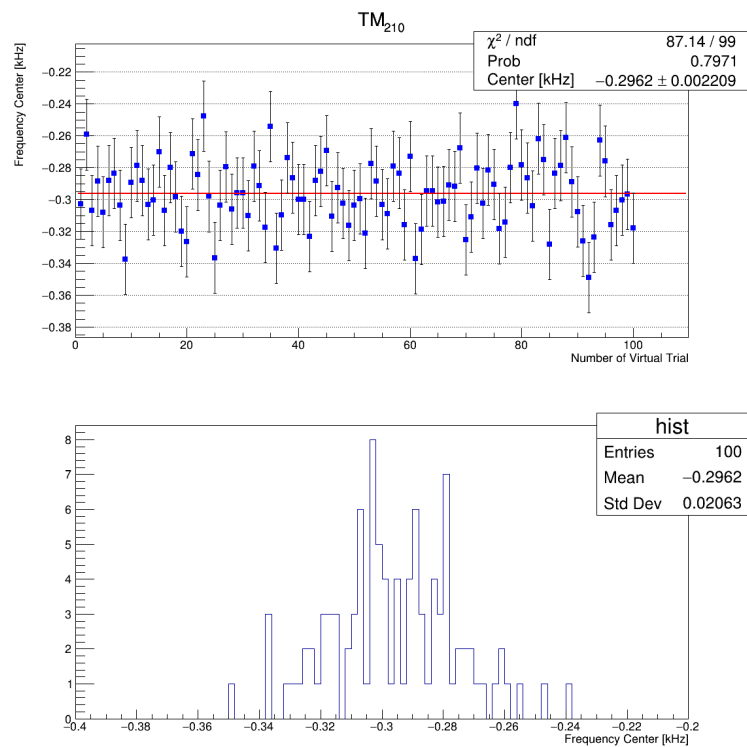 TM210
χ² / ndf 87.14 / 99
Prob 0.7971
Center [kHz] −0.2962 ± 0.002209
Frequency Center [kHz]
−0.22
−0.24
−0.26
−0.28
−0.3
−0.32
−0.34
−0.36
−0.38
0 20 40 60 80 100
Number of Virtual Trial
hist
Entries 100
Mean −0.2962
Std Dev 0.02063
8
7
6
5
4
3
2
1
0
−0.4 −0.38 −0.36 −0.34 −0.32 −0.3 −0.28 −0.26 −0.24 −0.22 −0.2
Frequency Center [kHz]